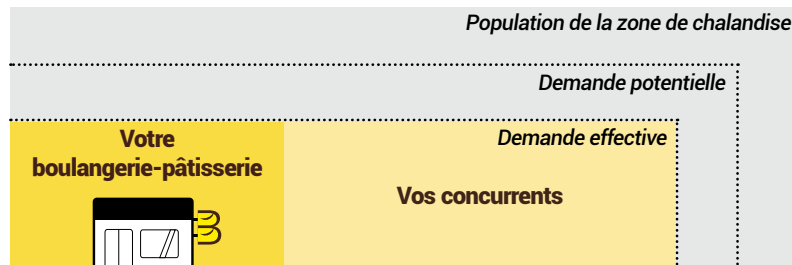 Population de la zone de chalandise
Demande potentielle
Demande effective
Votre
boulangerie-pâtisserie
Vos concurrents